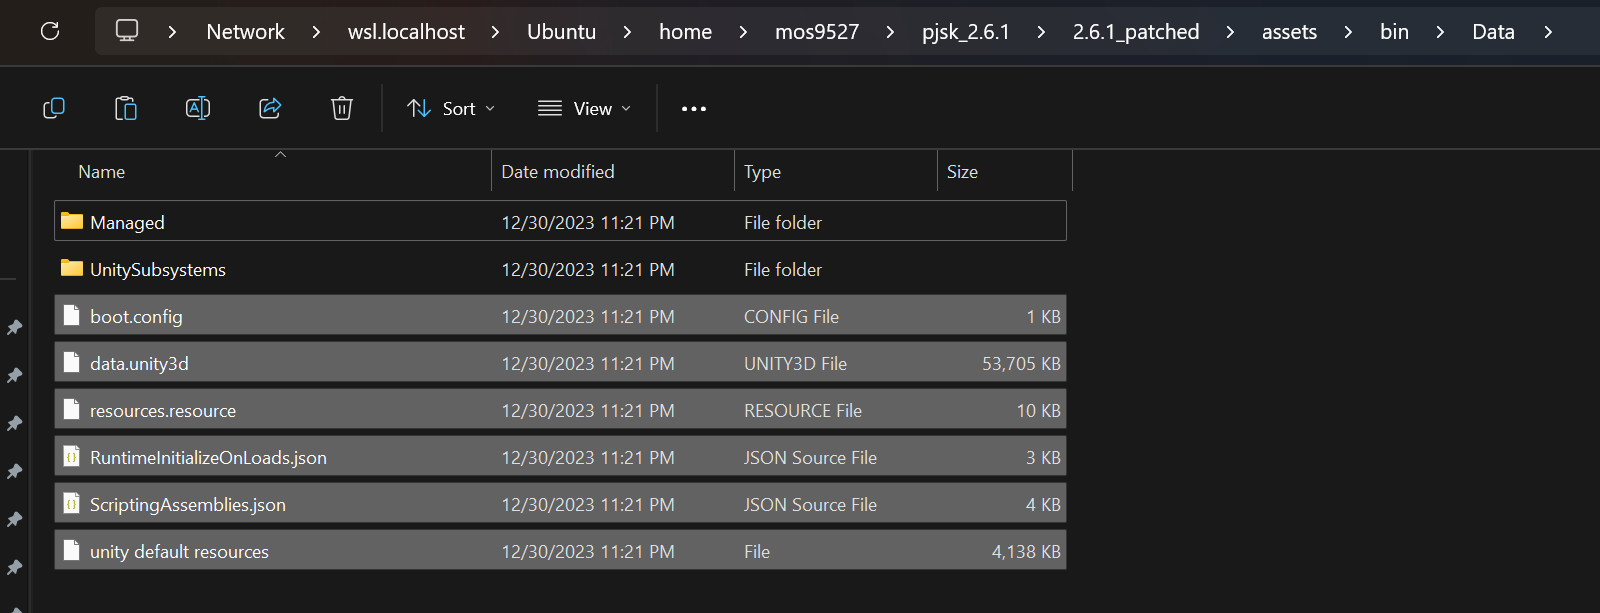 Network wsl.localhost Ubuntu home mos9527 pjsk_2.6.1 2.6.1_patched assets bin Data
Sort View
Name Date modified Type Size
Managed 12/30/2023 11:21 PM File folder
UnitySubsystems 12/30/2023 11:21 PM File folder
boot.config 12/30/2023 11:21 PM CONFIG File 1 KB
data.unity3d 12/30/2023 11:21 PM UNITY3D File 53,705 KB
resources.resource 12/30/2023 11:21 PM RESOURCE File 10 KB
RuntimeInitializeOnLoads.json 12/30/2023 11:21 PM JSON Source File 3 KB
ScriptingAssemblies.json 12/30/2023 11:21 PM JSON Source File 4 KB
unity default resources 12/30/2023 11:21 PM File 4,138 KB